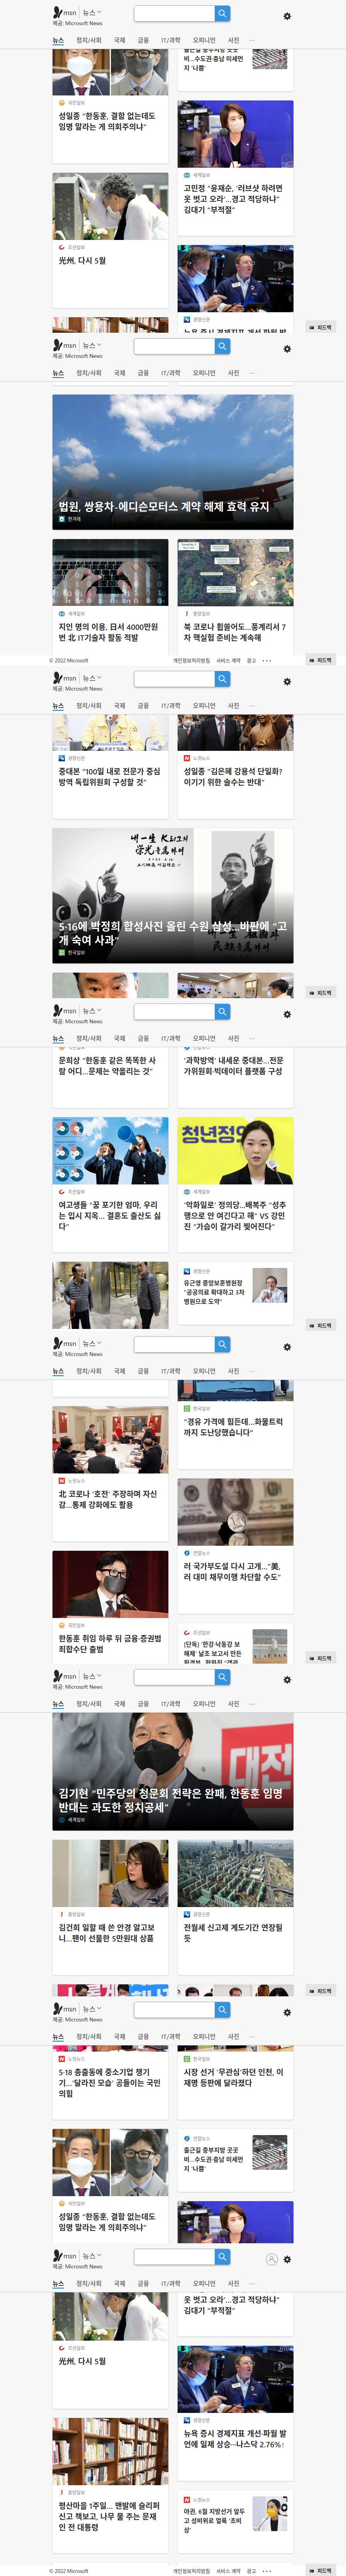 msn 뉴스
제공: Microsoft News
뉴스 정치/사회 국제 금융 IT/과학 오피니언 사진 ···
국민일보
성일종 "한동훈, 결함 없는데도
임명 말라는 게 의회주의냐"
비…수도권·충남 미세먼
지 '나쁨'
세계일보
고민정 "윤재순, '러브샷 하려면
옷 벗고 오라'…경고 적당하냐"
김대기 "부적절"
조선일보
光州, 다시 5월
경향신문
피드백
msn 뉴스
제공: Microsoft News
뉴스 정치/사회 국제 금융 IT/과학 오피니언 사진 ···
법원, 쌍용차-에디슨모터스 계약 해제 효력 유지
한겨레
세계일보
지인 명의 이용, 日서 4000만원
번 北 IT기술자 활동 적발
중앙일보
북 코로나 휩쓸어도…풍계리서 7
차 핵실험 준비는 계속해
© 2022 Microsoft 개인정보처리방침 서비스 계약 광고 ···
피드백
msn 뉴스
제공: Microsoft News
뉴스 정치/사회 국제 금융 IT/과학 오피니언 사진 ···
경향신문
중대본 "100일 내로 전문가 중심
방역 독립위원회 구성할 것"
노컷뉴스
성일종 "김은혜 강용석 단일화?
이기기 위한 술수는 반대"
5·16에 박정희 합성사진 올린 수원 삼성…비판에 "고
개 숙여 사과"
한국일보
피드백
msn 뉴스
제공: Microsoft News
뉴스 정치/사회 국제 금융 IT/과학 오피니언 사진 ···
문희상 "한동훈 같은 똑똑한 사
람 어디…문제는 약올리는 것"
'과학방역' 내세운 중대본…전문
가위원회·빅데이터 플랫폼 구성
조선일보
여고생들 "꿈 포기한 엄마, 우리
는 입시 지옥… 결혼도 출산도 싫
다"
청년정의
세계일보
'악화일로' 정의당…배복주 "성추
행으로 안 여긴다고 해" VS 강민
진 "가슴이 갈가리 찢어진다"
경향신문
유근영 중앙보훈병원장
"공공의료 확대하고 3차
병원으로 도약"
피드백
msn 뉴스
제공: Microsoft News
뉴스 정치/사회 국제 금융 IT/과학 오피니언 사진 ···
한국일보
"경유 가격에 힘든데…화물트럭
까지 도난당했습니다"
노컷뉴스
北 코로나 '호전' 주장하며 자신
감…통제 강화에도 활용
연합뉴스
러 국가부도설 다시 고개…"美,
러 대미 채무이행 차단할 수도"
국민일보
한동훈 취임 하루 뒤 금융·증권범
죄합수단 출범
조선일보
[단독] '한강·낙동강 보
해체' 날조 보고서 만든
피드백
msn 뉴스
제공: Microsoft News
뉴스 정치/사회 국제 금융 IT/과학 오피니언 사진 ···
대전
김기현 "민주당의 청문회 전략은 완패, 한동훈 임명
반대는 과도한 정치공세"
세계일보
중앙일보
김건희 일할 때 쓴 안경 알고보
니…팬이 선물한 5만원대 상품
경향신문
전월세 신고제 계도기간 연장될
듯
피드백
msn 뉴스
제공: Microsoft News
뉴스 정치/사회 국제 금융 IT/과학 오피니언 사진 ···
노컷뉴스
5·18 총출동에 중소기업 챙기
기…'달라진 모습' 공들이는 국민
의힘
한국일보
시장 선거 '무관심'하던 인천, 이
재명 등판에 달라졌다
연합뉴스
출근길 중부지방 곳곳
비…수도권·충남 미세먼
지 '나쁨'
국민일보
성일종 "한동훈, 결함 없는데도
임명 말라는 게 의회주의냐"
msn 뉴스
제공: Microsoft News
뉴스 정치/사회 국제 금융 IT/과학 오피니언 사진 ···
옷 벗고 오라'…경고 적당하냐"
김대기 "부적절"
조선일보
光州, 다시 5월
경향신문
뉴욕 증시 경제지표 개선·파월 발
언에 일제 상승…나스닥 2.76%↑
중앙일보
평산마을 1주일… 맨발에 슬리퍼
신고 책보고, 나무 물 주는 문재
인 전 대통령
노컷뉴스
야권, 6월 지방선거 앞두
고 성비위로 얼룩 '초비
상'
© 2022 Microsoft 개인정보처리방침 서비스 계약 광고 ···
피드백